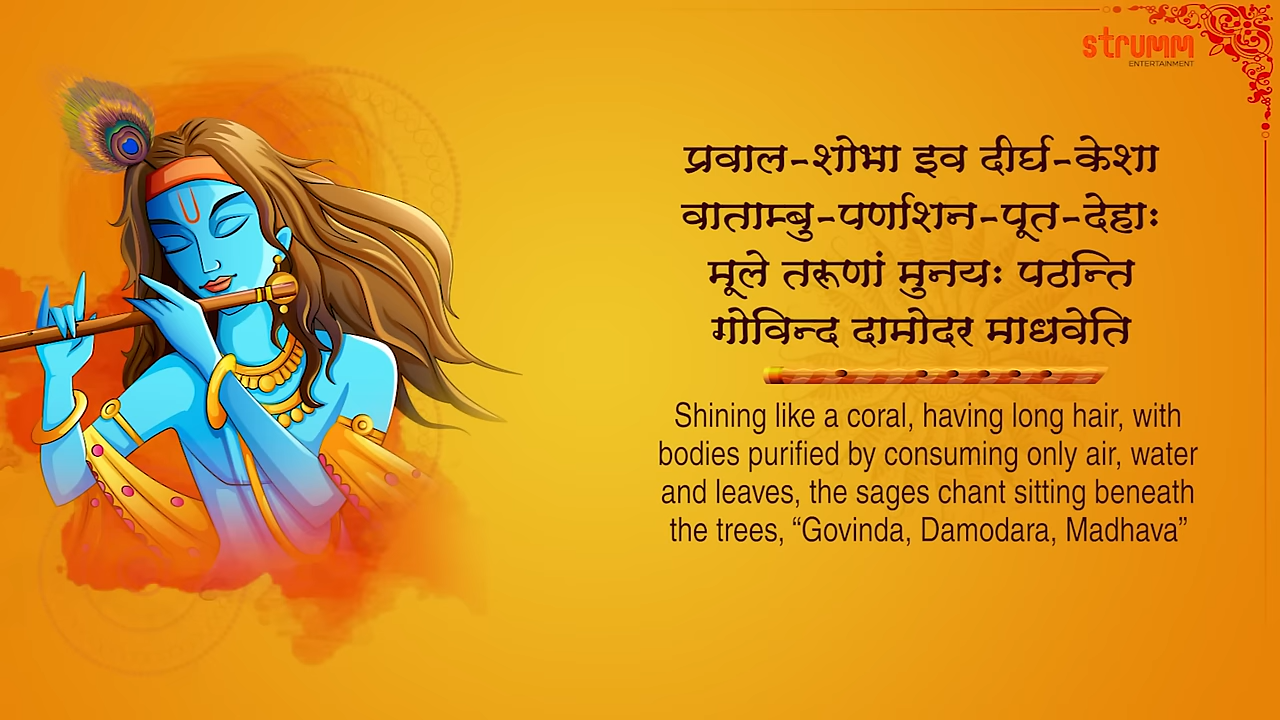 strumm
ENTERTAINMENT
प्रवाल-शोभा इव दीर्घ-केशा
वाताम्बु-पर्णाशन-पूत-देहाः
मूले तरूणां मुनयः पठन्ति
गोविन्द दामोदर माधवेति
Shining like a coral, having long hair, with
bodies purified by consuming only air, water
and leaves, the sages chant sitting beneath
the trees, “Govinda, Damodara, Madhava”